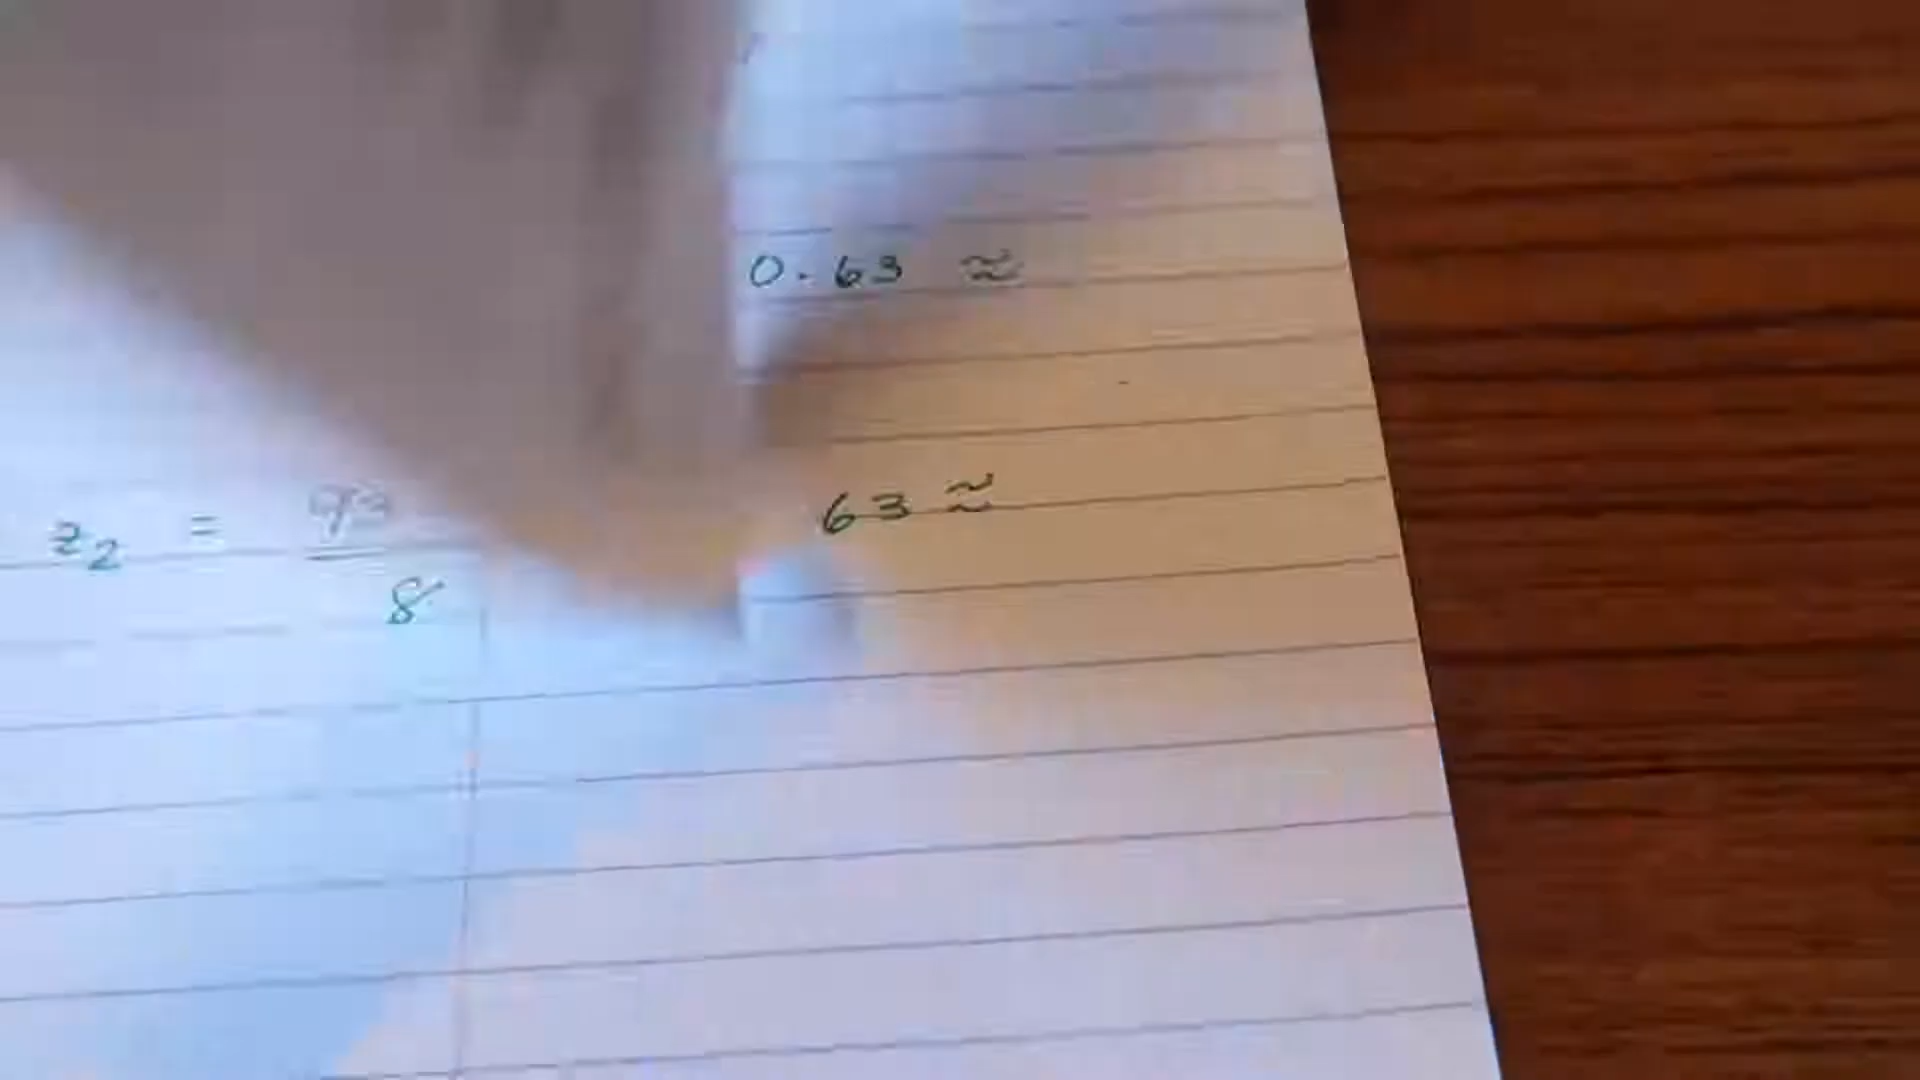 0.63 ≈
z₂ =
8
63 ≈